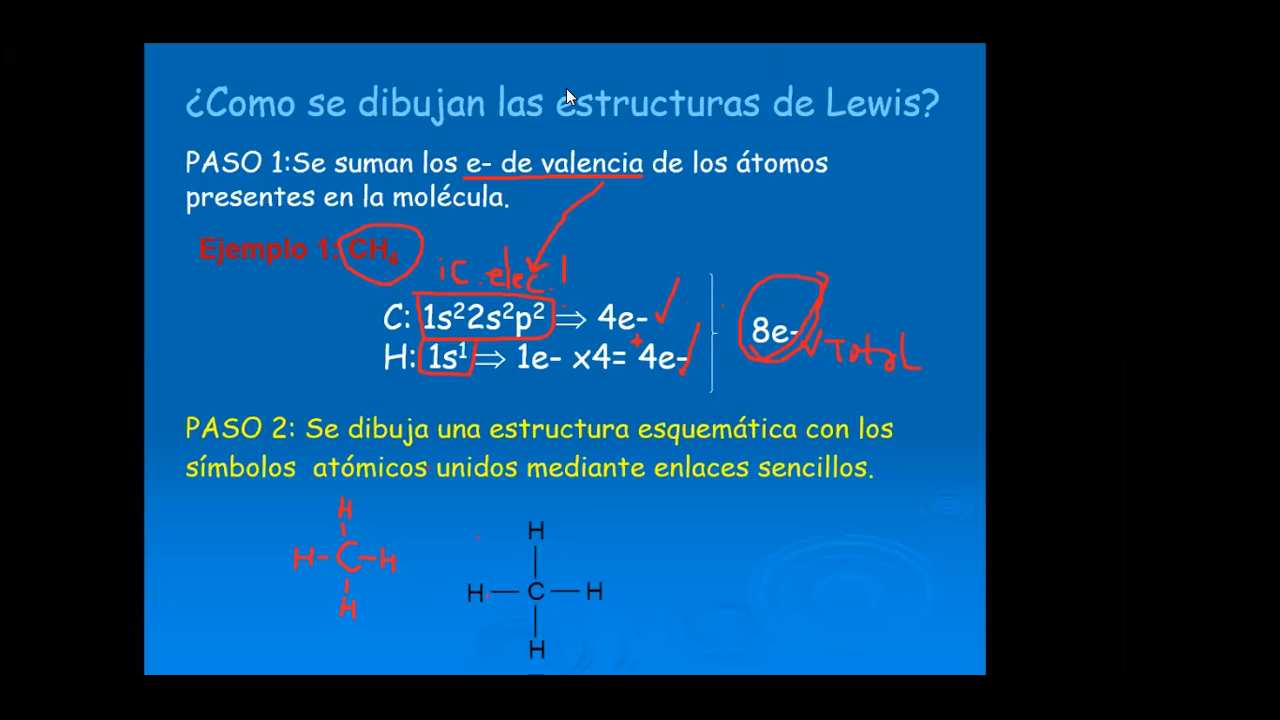 ¿Como se dibujan las estructuras de Lewis?
PASO 1:Se suman los e- de valencia de los átomos
presentes en la molécula.
Ejemplo 1: CH₄
¡C.elec.!
C: 1s²2s²p² ⇒ 4e-
H: 1s¹ ⇒ 1e- x4= +4e-
8e-
Total
PASO 2: Se dibuja una estructura esquemática con los
símbolos atómicos unidos mediante enlaces sencillos.
H
H-C-H
H
H
H—C—H
H